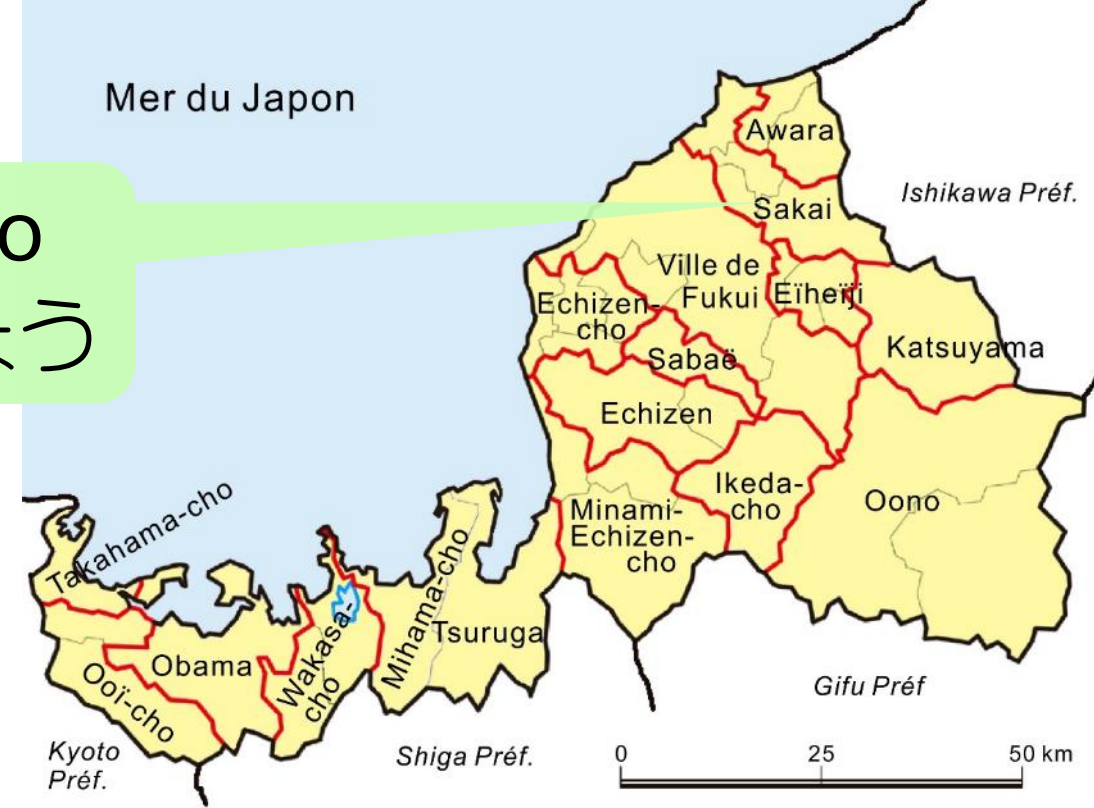 Mer du Japon
Awara
Ishikawa Préf.
Sakai
Ville de
Fukui
Eïheïji
Echizen-
cho
Katsuyama
Sabaë
Echizen
Ikeda-
cho
Oono
Minami-
Echizen-
cho
Takahama-cho
Mihama-cho
Tsuruga
Wakasa-
cho
Obama
Ooï-cho
Gifu Préf
Kyoto
Préf.
Shiga Préf.
0 25 50 km